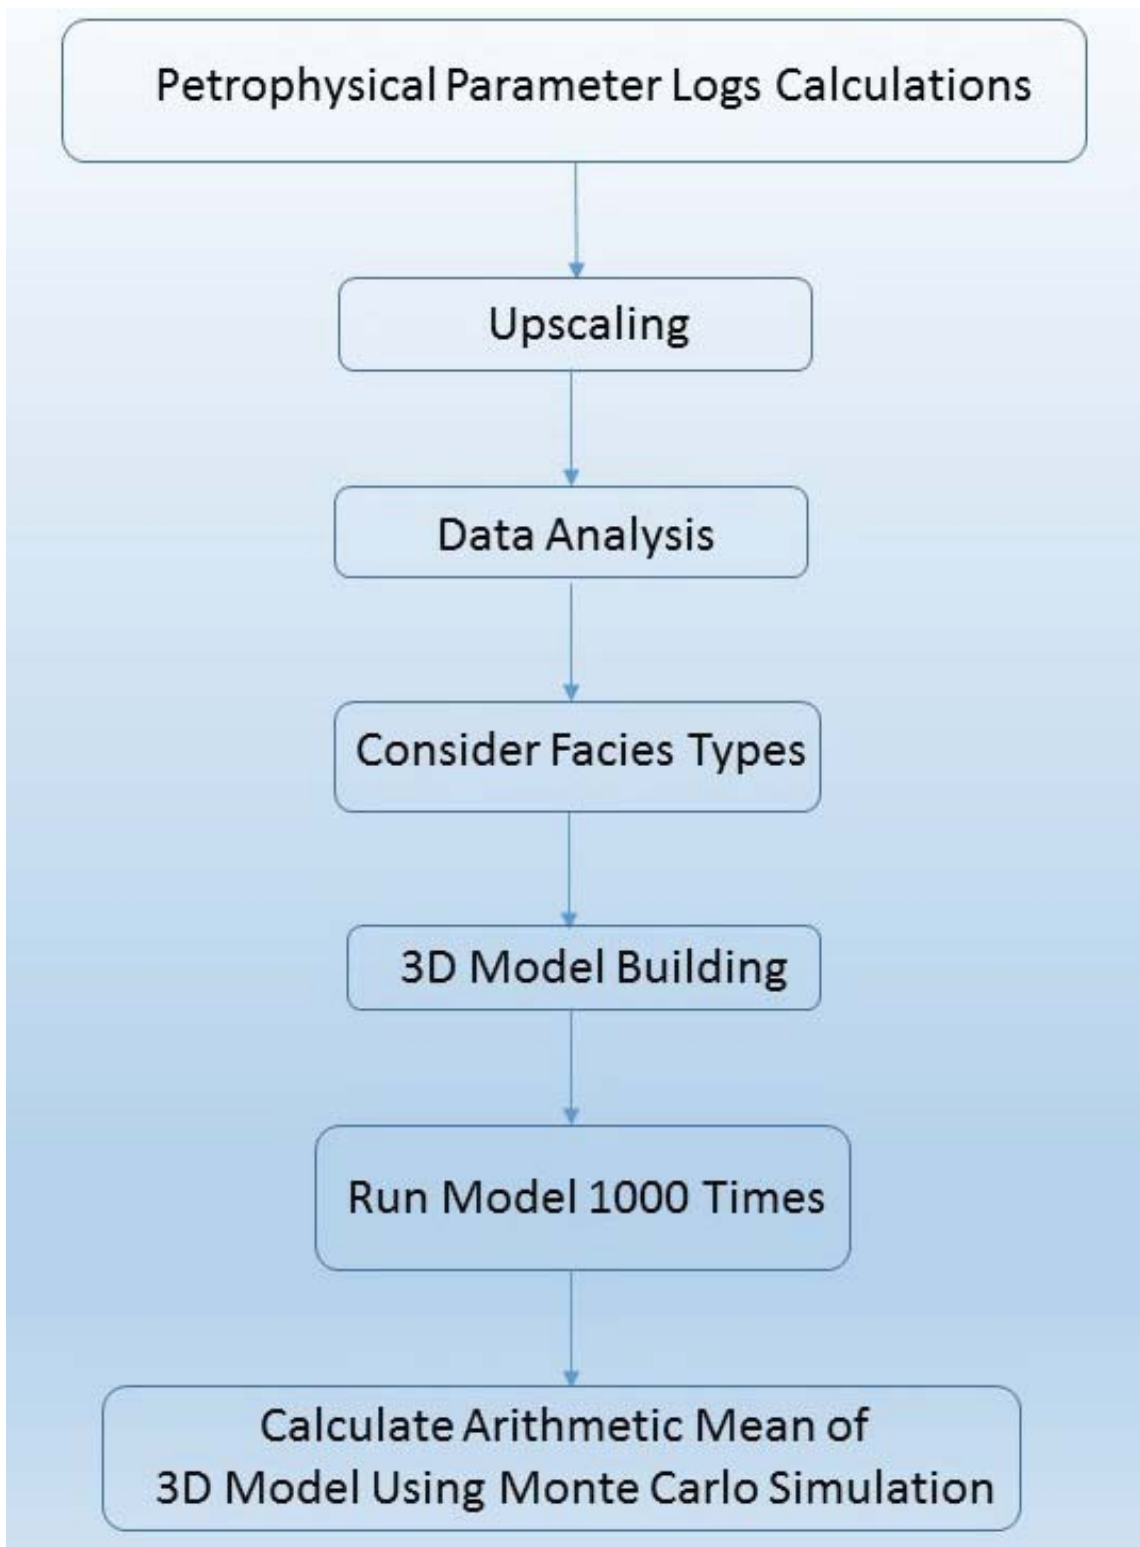 Petrophysical Parameter Logs Calculations
Upscaling
Data Analysis
Consider Facies Types
3D Model Building
Run Model 1000 Times
Calculate Arithmetic Mean of
3D Model Using Monte Carlo Simulation